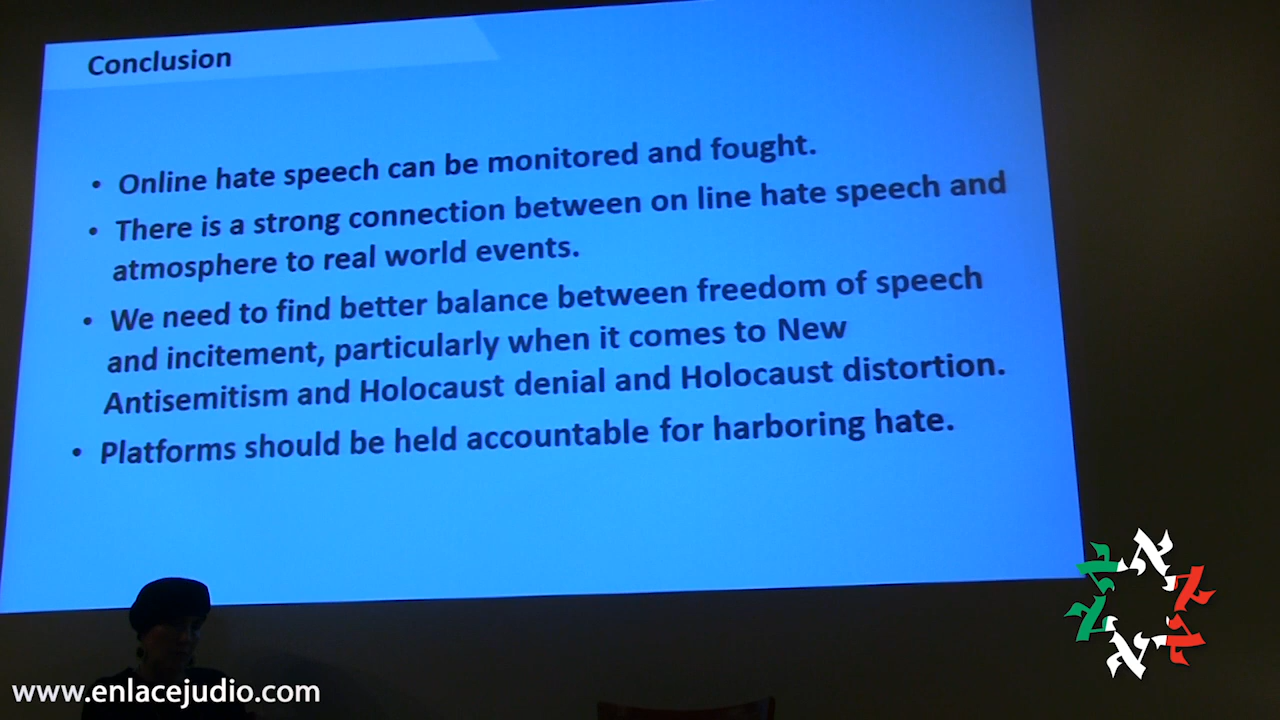 Conclusion
• Online hate speech can be monitored and fought.
• There is a strong connection between on line hate speech and
atmosphere to real world events.
• We need to find better balance between freedom of speech
and incitement, particularly when it comes to New
Antisemitism and Holocaust denial and Holocaust distortion.
• Platforms should be held accountable for harboring hate.
א א א א א א
www.enlacejudio.com